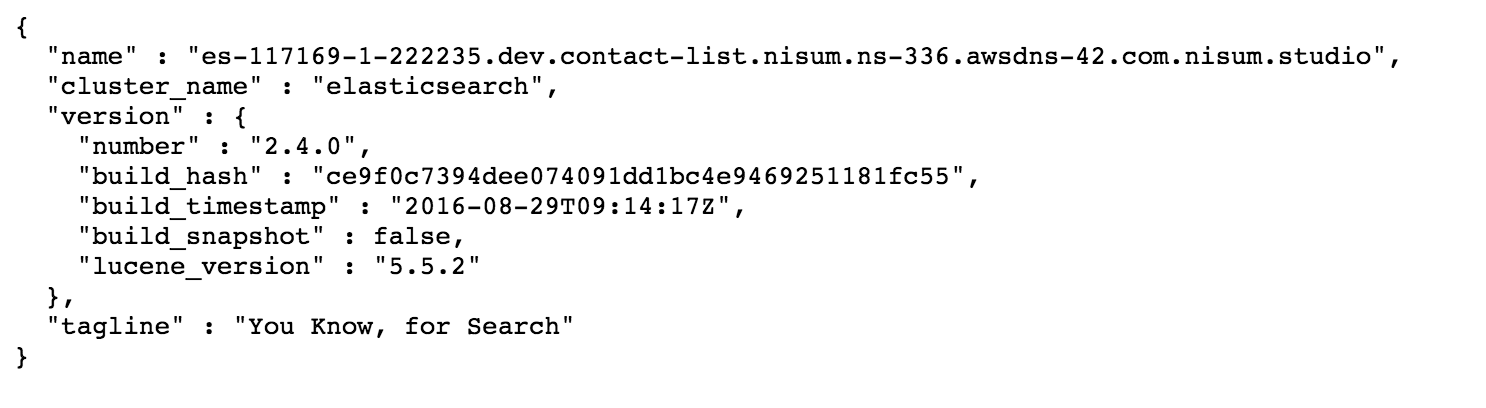 {
"name" : "es-117169-1-222235.dev.contact-list.nisum.ns-336.awsdns-42.com.nisum.studio",
"cluster_name" : "elasticsearch",
"version" : {
"number" : "2.4.0",
"build_hash" : "ce9f0c7394dee074091dd1bc4e9469251181fc55",
"build_timestamp" : "2016-08-29T09:14:17Z",
"build_snapshot" : false,
"lucene_version" : "5.5.2"
},
"tagline" : "You Know, for Search"
}